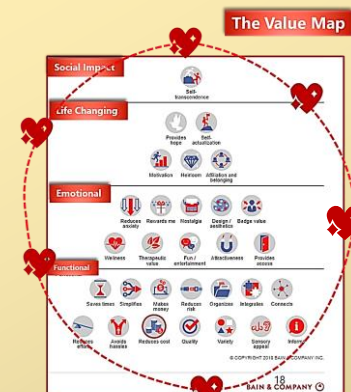 The Value Map
Social Impact
Self-
transcendence
Life Changing
Provides
hope
Self-
actualization
Motivation
Heirloom
Affiliation and
belonging
Emotional
Reduces
anxiety
Rewards me
Nostalgia
Design /
aesthetics
Badge value
Wellness
Therapeutic
value
Fun /
entertainment
Attractiveness
Provides
access
Functional
Saves times
Simplifies
Makes
money
Reduces
risk
Organizes
Integrates
Connects
Reduces
efforts
Avoids
hassles
Reduces cost
Quality
Variety
Sensory
appeal
Informs
© COPYRIGHT 2018 BAIN & COMPANY INC.
18
BAIN & COMPANY